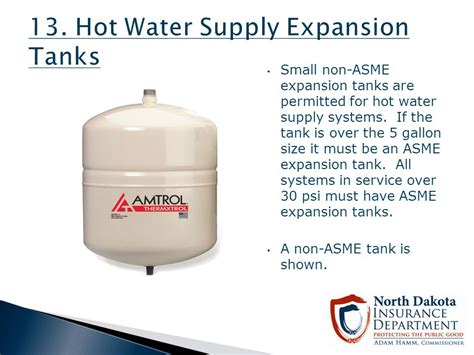 13. Hot Water Supply Expansion
Tanks
• Small non-ASME
expansion tanks are
permitted for hot water
supply systems.  If the
tank is over the 5 gallon
size it must be an ASME
expansion tank.  All
systems in service over
30 psi must have ASME
expansion tanks.
• A non-ASME tank is
shown.
AMTROL
THERMXTROL
North Dakota
INSURANCE
DEPARTMENT
PROTECTING THE PUBLIC GOOD
ADAM HAMM, COMMISSIONER